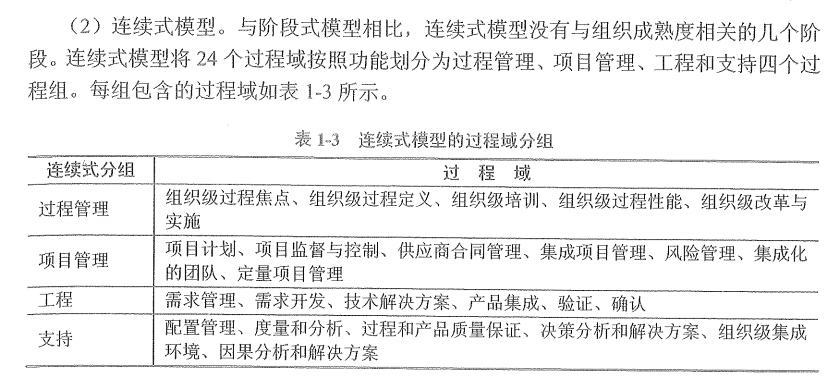 （2）连续式模型。与阶段式模型相比，连续式模型没有与组织成熟度相关的几个阶
段。连续式模型将 24 个过程域按照功能划分为过程管理、项目管理、工程和支持四个过
程组。每组包含的过程域如表 1-3 所示。
表 1-3 连续式模型的过程域分组
连续式分组 过 程 域
过程管理 组织级过程焦点、组织级过程定义、组织级培训、组织级过程性能、组织级改革与
实施
项目管理 项目计划、项目监督与控制、供应商合同管理、集成项目管理、风险管理、集成化
的团队、定量项目管理
工程 需求管理、需求开发、技术解决方案、产品集成、验证、确认
支持 配置管理、度量和分析、过程和产品质量保证、决策分析和解决方案、组织级集成
环境、因果分析和解决方案